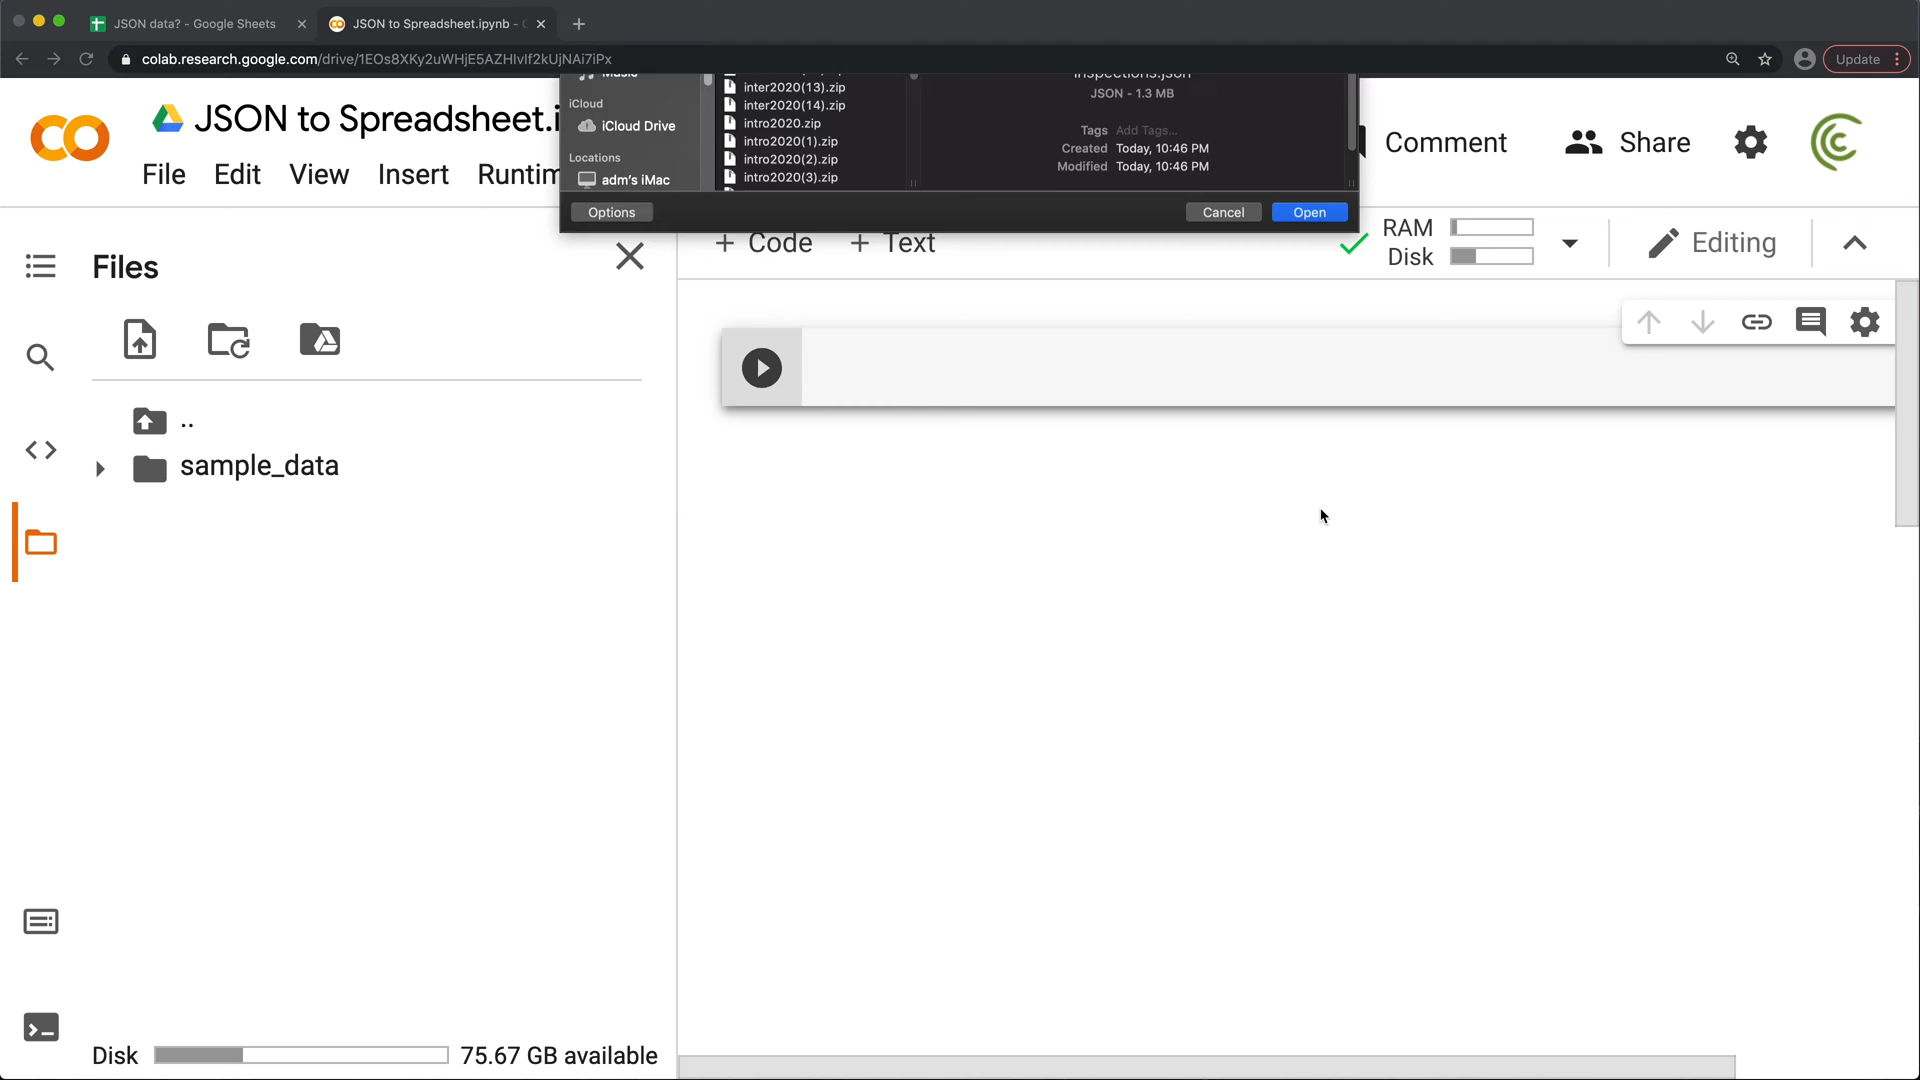 JSON data? - Google Sheets
JSON to Spreadsheet.ipynb -
colab.research.google.com/drive/1EOs8XKy2uWHjE5AZHIvIf2kUjNAi7iPx
Update
JSON to Spreadsheet.i
File Edit View Insert Runtim
Comment
Share
Music
iCloud
iCloud Drive
Locations
adm's iMac
inter2020(13).zip
inter2020(14).zip
intro2020.zip
intro2020(1).zip
intro2020(2).zip
intro2020(3).zip
inspections.json
JSON - 1.3 MB
Tags Add Tags...
Created Today, 10:46 PM
Modified Today, 10:46 PM
Options
Cancel
Open
+ Code + Text
RAM
Disk
Editing
Files
..
sample_data
Disk 75.67 GB available